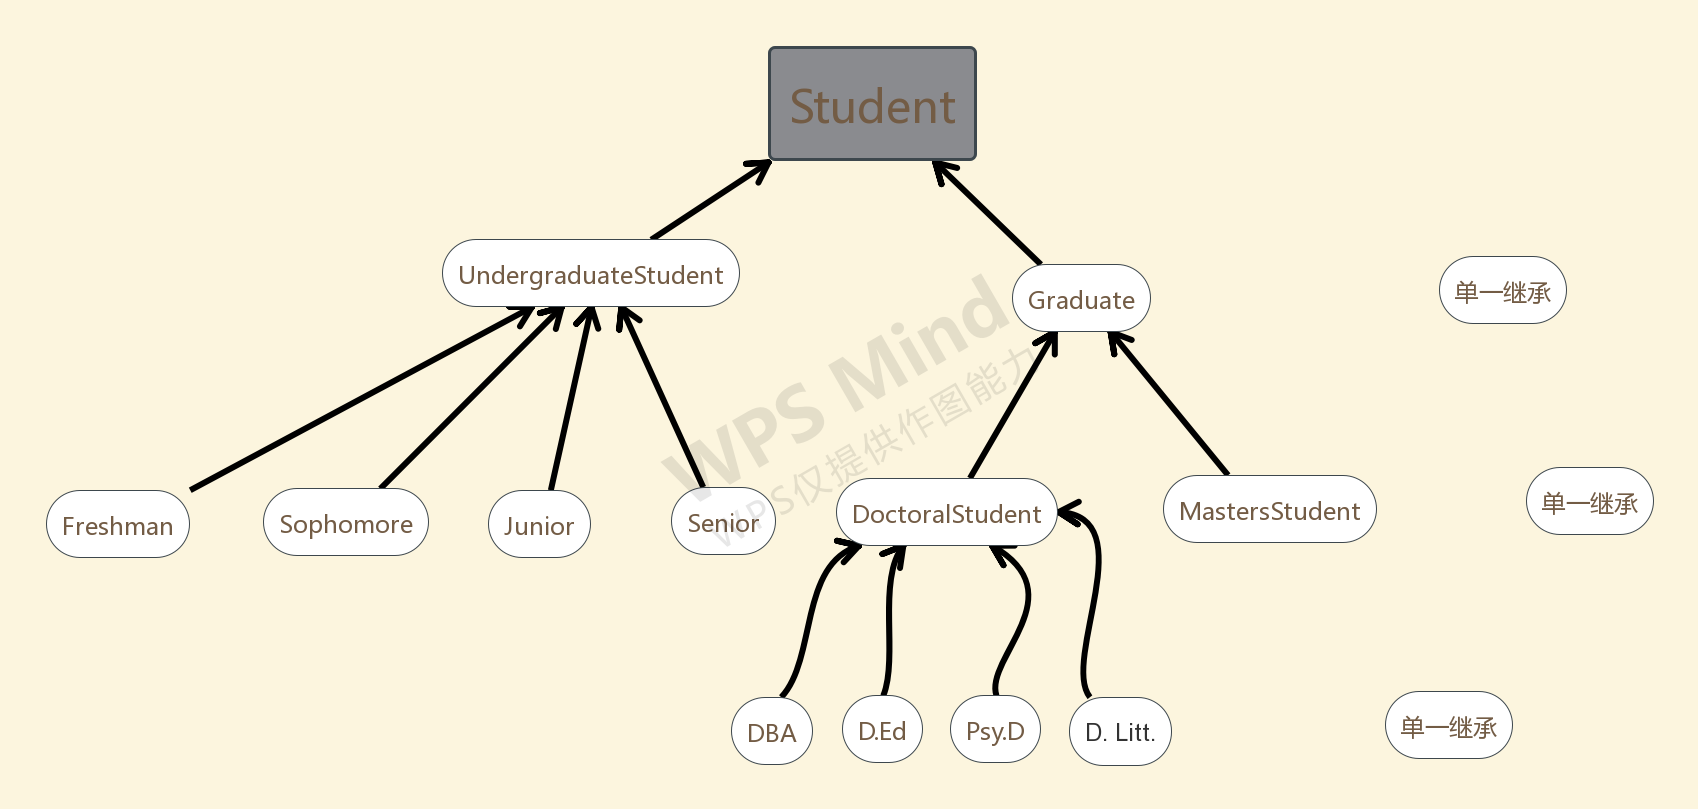 Student
UndergraduateStudent
Graduate
单一继承
WPS Mind
WPS仅提供作图能力
Freshman
Sophomore
Junior
Senior
DoctoralStudent
MastersStudent
单一继承
DBA
D.Ed
Psy.D
D. Litt.
单一继承